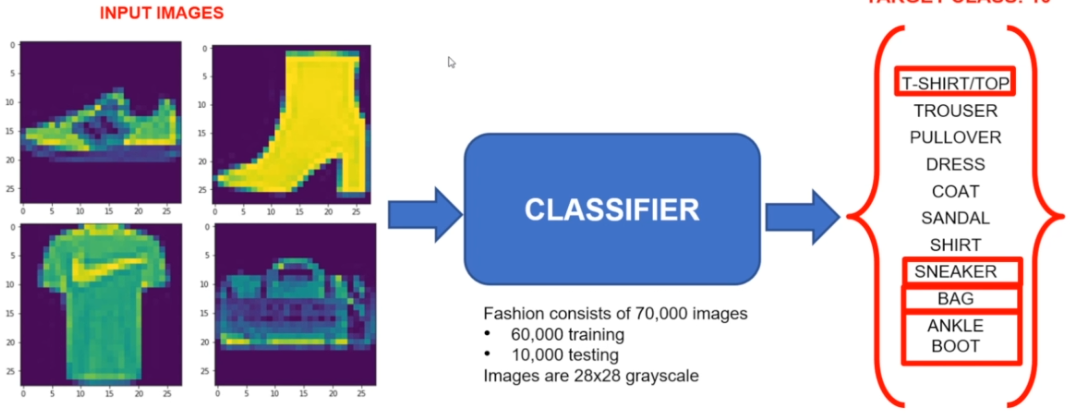 INPUT IMAGES
TARGET CLASS: 10
0
5
10
15
20
25
0 5 10 15 20 25
0
5
10
15
20
25
0 5 10 15 20 25
0
5
10
15
20
25
0 5 10 15 20 25
0
5
10
15
20
25
0 5 10 15 20 25
CLASSIFIER
Fashion consists of 70,000 images
• 60,000 training
• 10,000 testing
Images are 28x28 grayscale
T-SHIRT/TOP
TROUSER
PULLOVER
DRESS
COAT
SANDAL
SHIRT
SNEAKER
BAG
ANKLE
BOOT